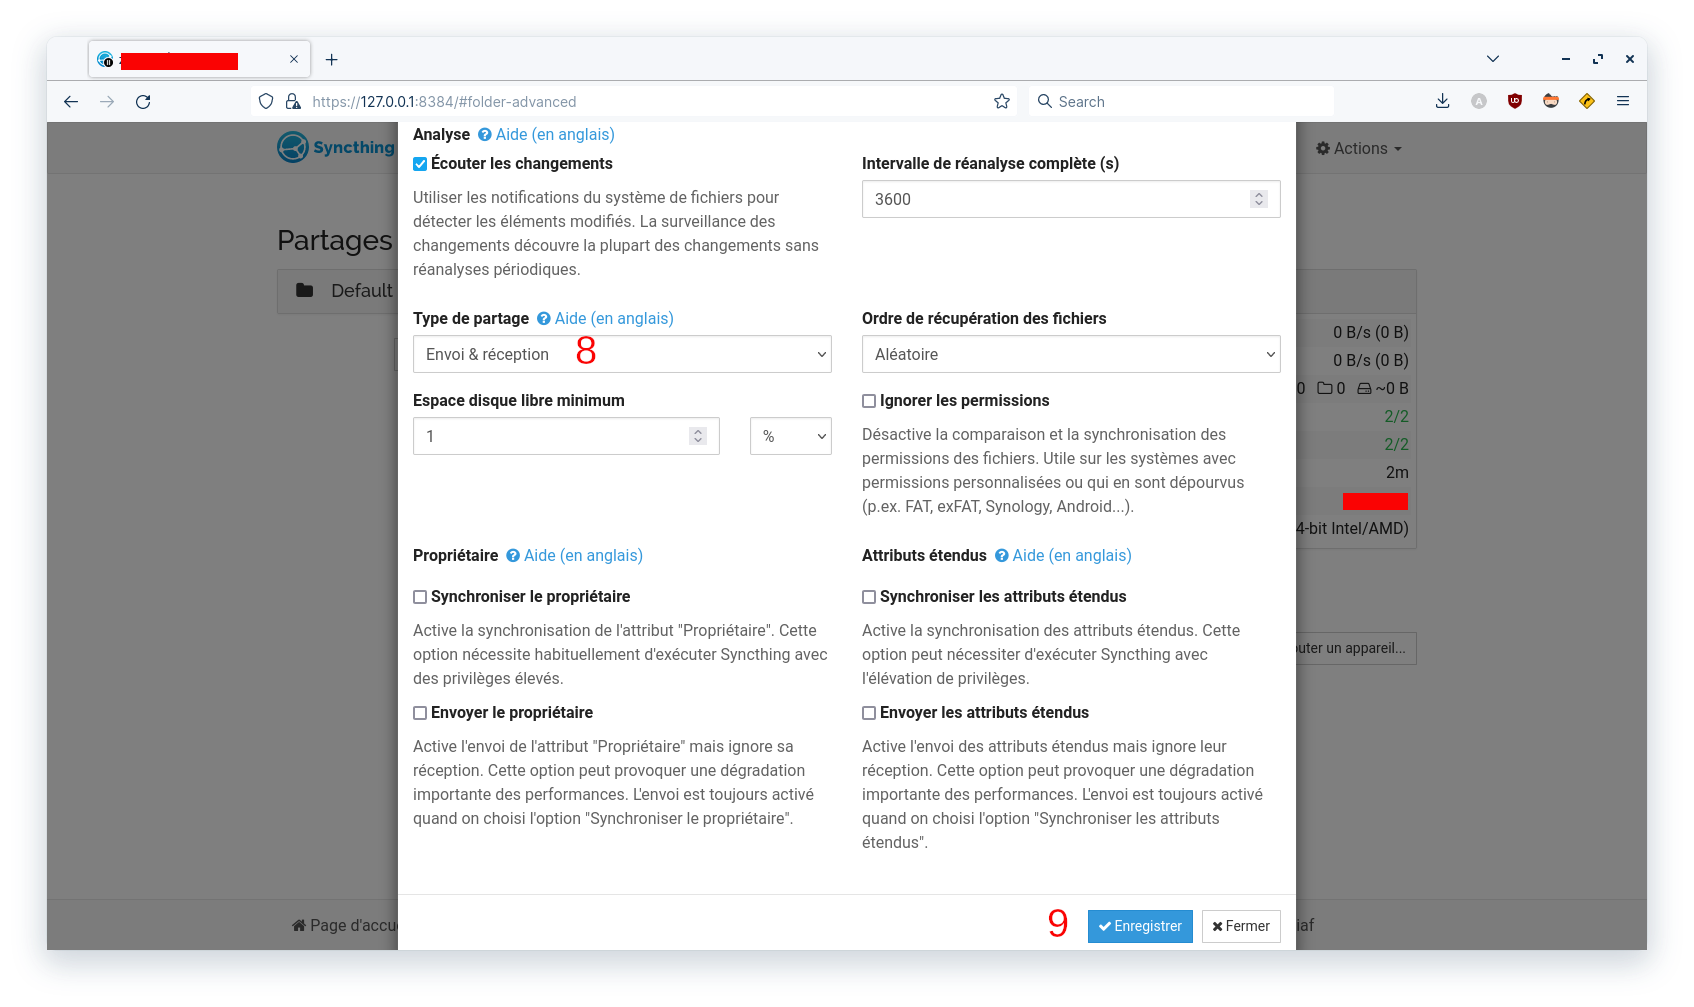 https://127.0.0.1:8384/#folder-advanced
Search
Syncthing
Actions
Partages
Default
Analyse Aide (en anglais)
Écouter les changements
Utiliser les notifications du système de fichiers pour
détecter les éléments modifiés. La surveillance des
changements découvre la plupart des changements sans
réanalyses périodiques.
Intervalle de réanalyse complète (s)
3600
Type de partage Aide (en anglais)
Envoi & réception 8
Ordre de récupération des fichiers
Aléatoire
Espace disque libre minimum
1 %
Ignorer les permissions
Désactive la comparaison et la synchronisation des
permissions des fichiers. Utile sur les systèmes avec
permissions personnalisées ou qui en sont dépourvus
(p.ex. FAT, exFAT, Synology, Android...).
Propriétaire Aide (en anglais)
Synchroniser le propriétaire
Active la synchronisation de l'attribut "Propriétaire". Cette
option nécessite habituellement d'exécuter Syncthing avec
des privilèges élevés.
Envoyer le propriétaire
Active l'envoi de l'attribut "Propriétaire" mais ignore sa
réception. Cette option peut provoquer une dégradation
importante des performances. L'envoi est toujours activé
quand on choisi l'option "Synchroniser le propriétaire".
Attributs étendus Aide (en anglais)
Synchroniser les attributs étendus
Active la synchronisation des attributs étendus. Cette
option peut nécessiter d'exécuter Syncthing avec
l'élévation de privilèges.
Envoyer les attributs étendus
Active l'envoi des attributs étendus mais ignore leur
réception. Cette option peut provoquer une dégradation
importante des performances. L'envoi est toujours activé
quand on choisi l'option "Synchroniser les attributs
étendus".
0 B/s (0 B)
0 B/s (0 B)
0 0 ~0 B
2/2
2/2
2m
4-bit Intel/AMD)
outer un appareil...
9 Enregistrer Fermer
Page d'accu
iaf